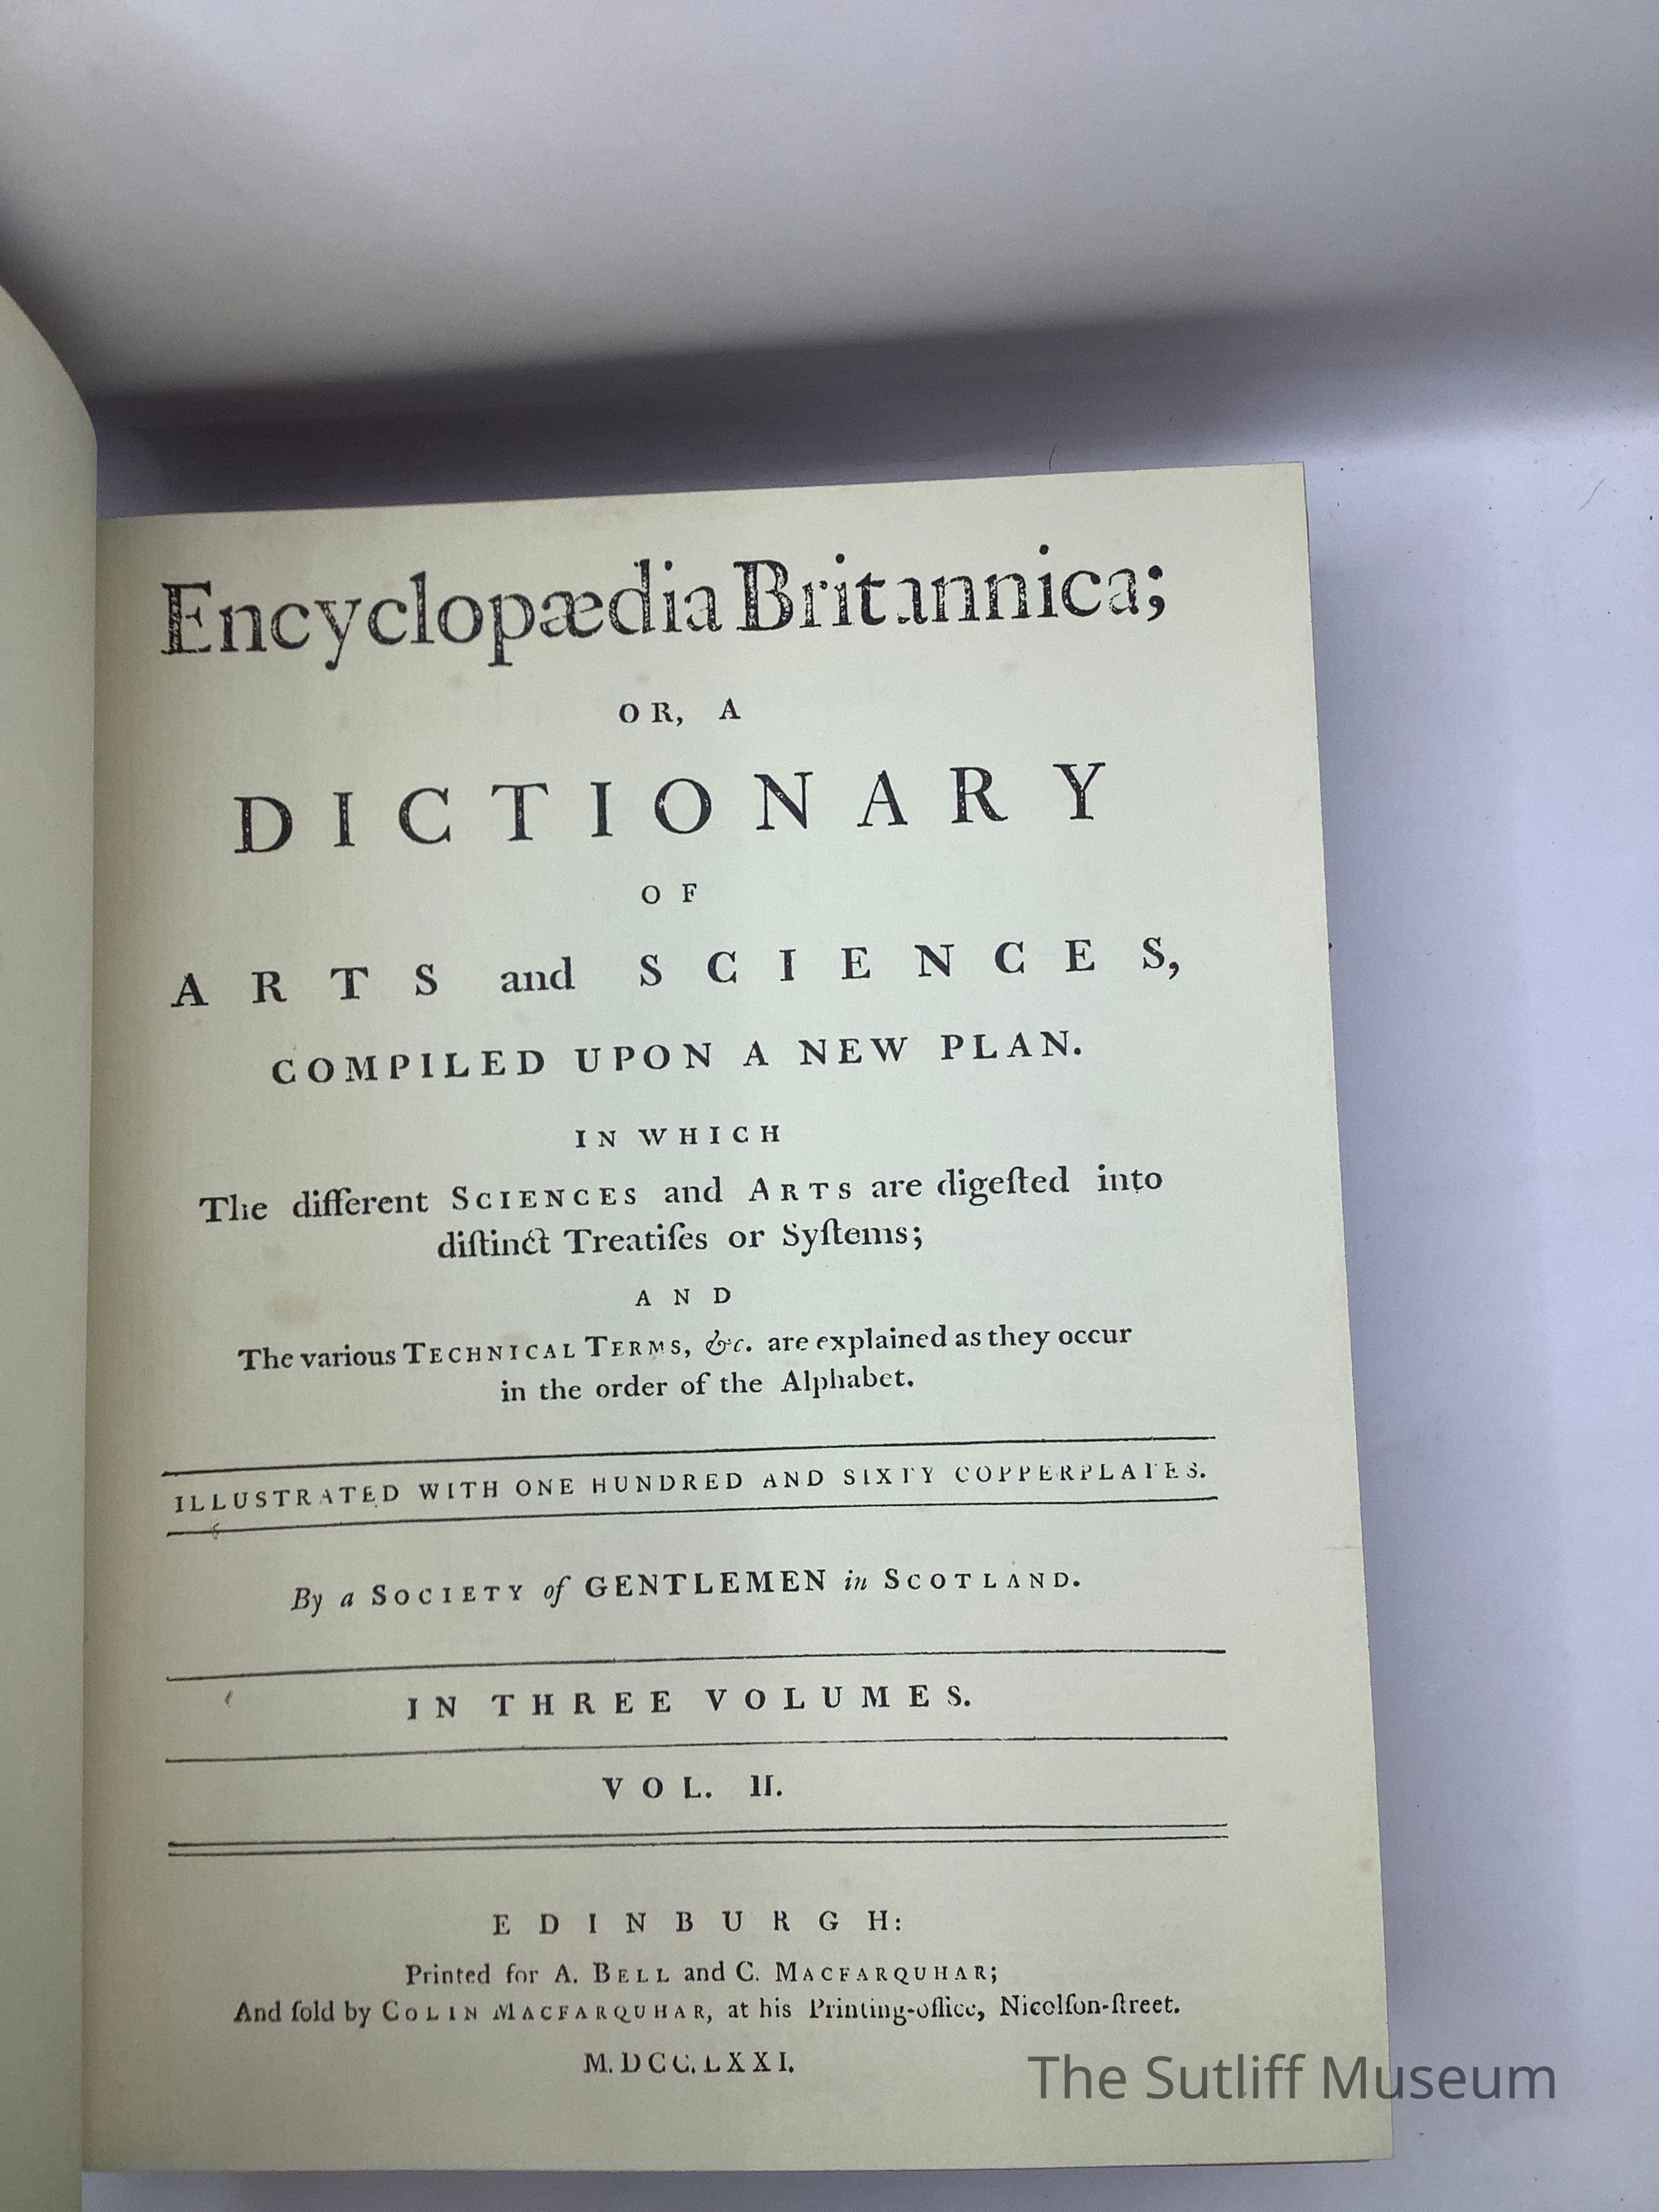 Encyclopædia Britannica;
OR, A
DICTIONARY
OF
ARTS and SCIENCES,
COMPILED UPON A NEW PLAN.
IN WHICH
The different SCIENCES and ARTS are digeſted into
diſtinct Treatiſes or Syſtems;
AND
The various TECHNICAL TERMS, &c. are explained as they occur
in the order of the Alphabet.
ILLUSTRATED WITH ONE HUNDRED AND SIXTY COPPERPLATES.
By a SOCIETY of GENTLEMEN in SCOTLAND.
IN THREE VOLUMES.
VOL. II.
EDINBURGH:
Printed for A. BELL and C. MACFARQUHAR;
And ſold by COLIN MACFARQUHAR, at his Printing-office, Nicolſon-ſtreet.
M.DCC.LXXI.
The Sutliff Museum